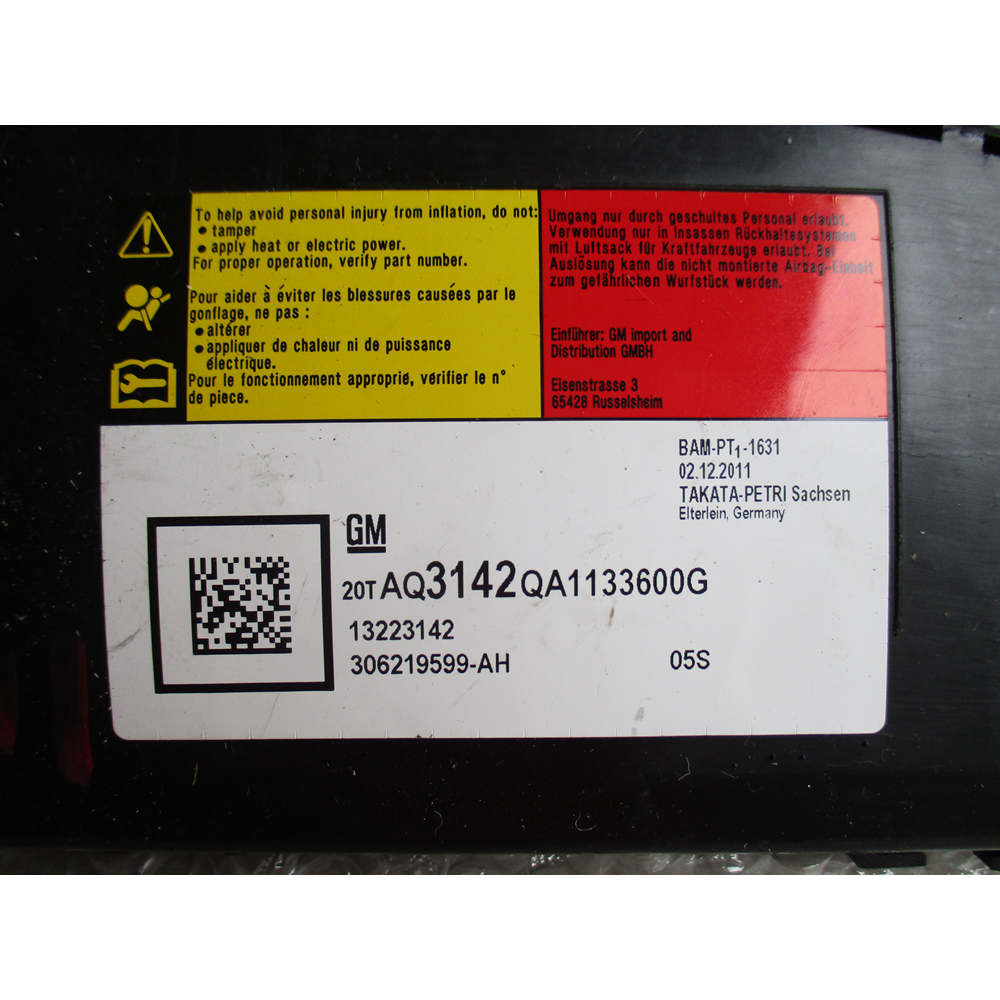 To help avoid personal injury from inflation, do not:
• tamper
• apply heat or electric power.
For proper operation, verify part number.
Pour aider à éviter les blessures causées par le
gonflage, ne pas :
• altérer
• appliquer de chaleur ni de puissance
électrique.
Pour le fonctionnement approprié, vérifier le n°
de piece.
Umgang nur durch geschultes Personal erlaubt.
Verwendung nur in Insassen Rückhaltesystemen
mit Luftsack für Kraftfahrzeuge erlaubt. Bei
Auslösung kann die nicht montierte Airbag-Einheit
zum gefährlichen Wurfstück werden.
Einführer: GM import and
Distribution GMBH
Eisenstrasse 3
65428 Russelsheim
BAM-PT1-1631
02.12.2011
TAKATA-PETRI Sachsen
Elterlein, Germany
GM
20T AQ3142QA1133600G
13223142
306219599-AH 05S